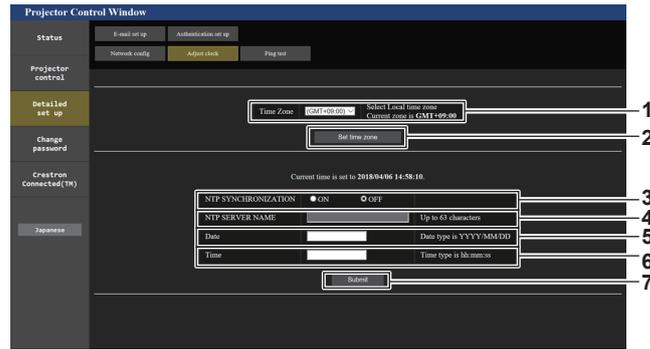 Projector Control Window
Status
E-mail set up
Authentication set up
Network config
Adjust clock
Ping test
Projector
control
Detailed
set up
Change
password
Crestron
Connected(TM)
Japanese
Time Zone
(GMT+09:00)
Select Local time zone
Current zone is GMT+09:00
1
Set time zone
2
Current time is set to 2018/04/06 14:58:10.
NTP SYNCHRONIZATION
ON
OFF
3
NTP SERVER NAME
Up to 63 characters
4
Date
Date type is YYYY/MM/DD
5
Time
Time type is hh:mm:ss
6
Submit
7